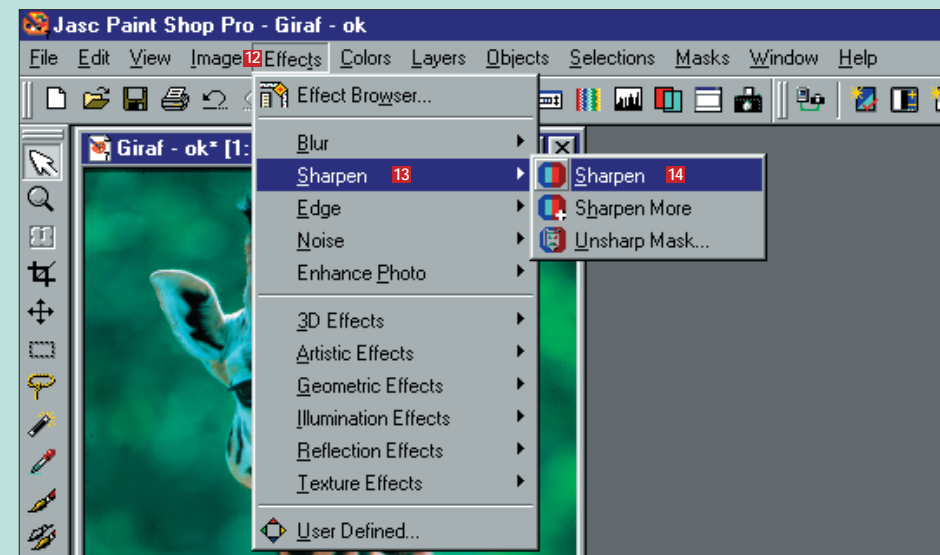 Jasc Paint Shop Pro - Giraf - ok
File Edit View Image 12 Effects Colors Layers Objects Selections Masks Window Help
Effect Browser...
Giraf - ok* [1:
Blur
Sharpen 13
Edge
Noise
Enhance Photo
3D Effects
Artistic Effects
Geometric Effects
Illumination Effects
Reflection Effects
Texture Effects
User Defined...
Sharpen 14
Sharpen More
Unsharp Mask...